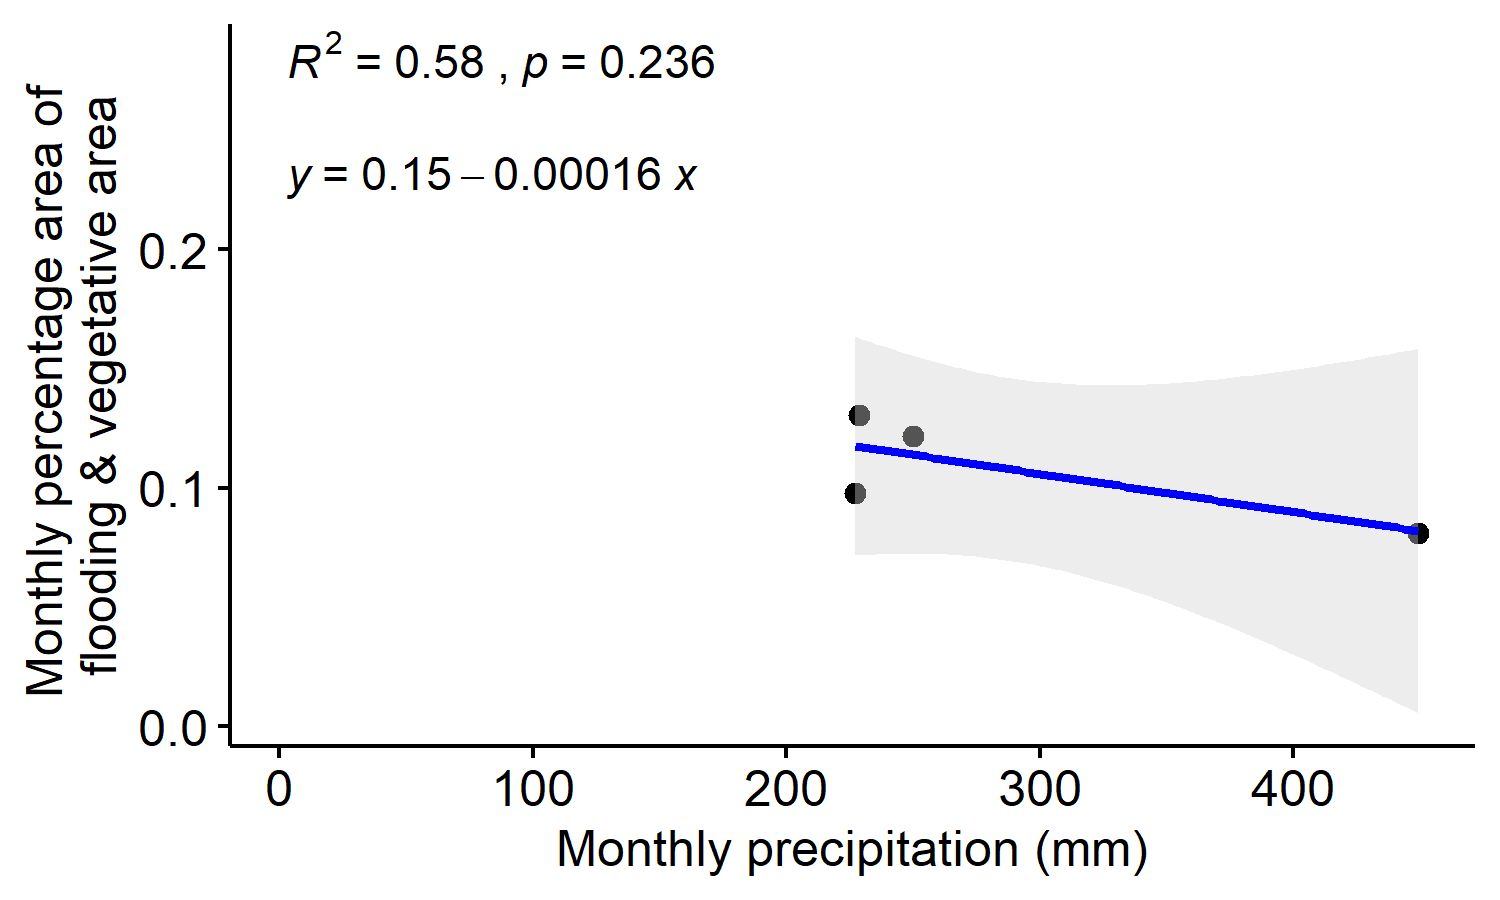 R² = 0.58 , p = 0.236
y = 0.15 − 0.00016 x
Monthly percentage area of
flooding & vegetative area
0.2
0.1
0.0
0 100 200 300 400
Monthly precipitation (mm)